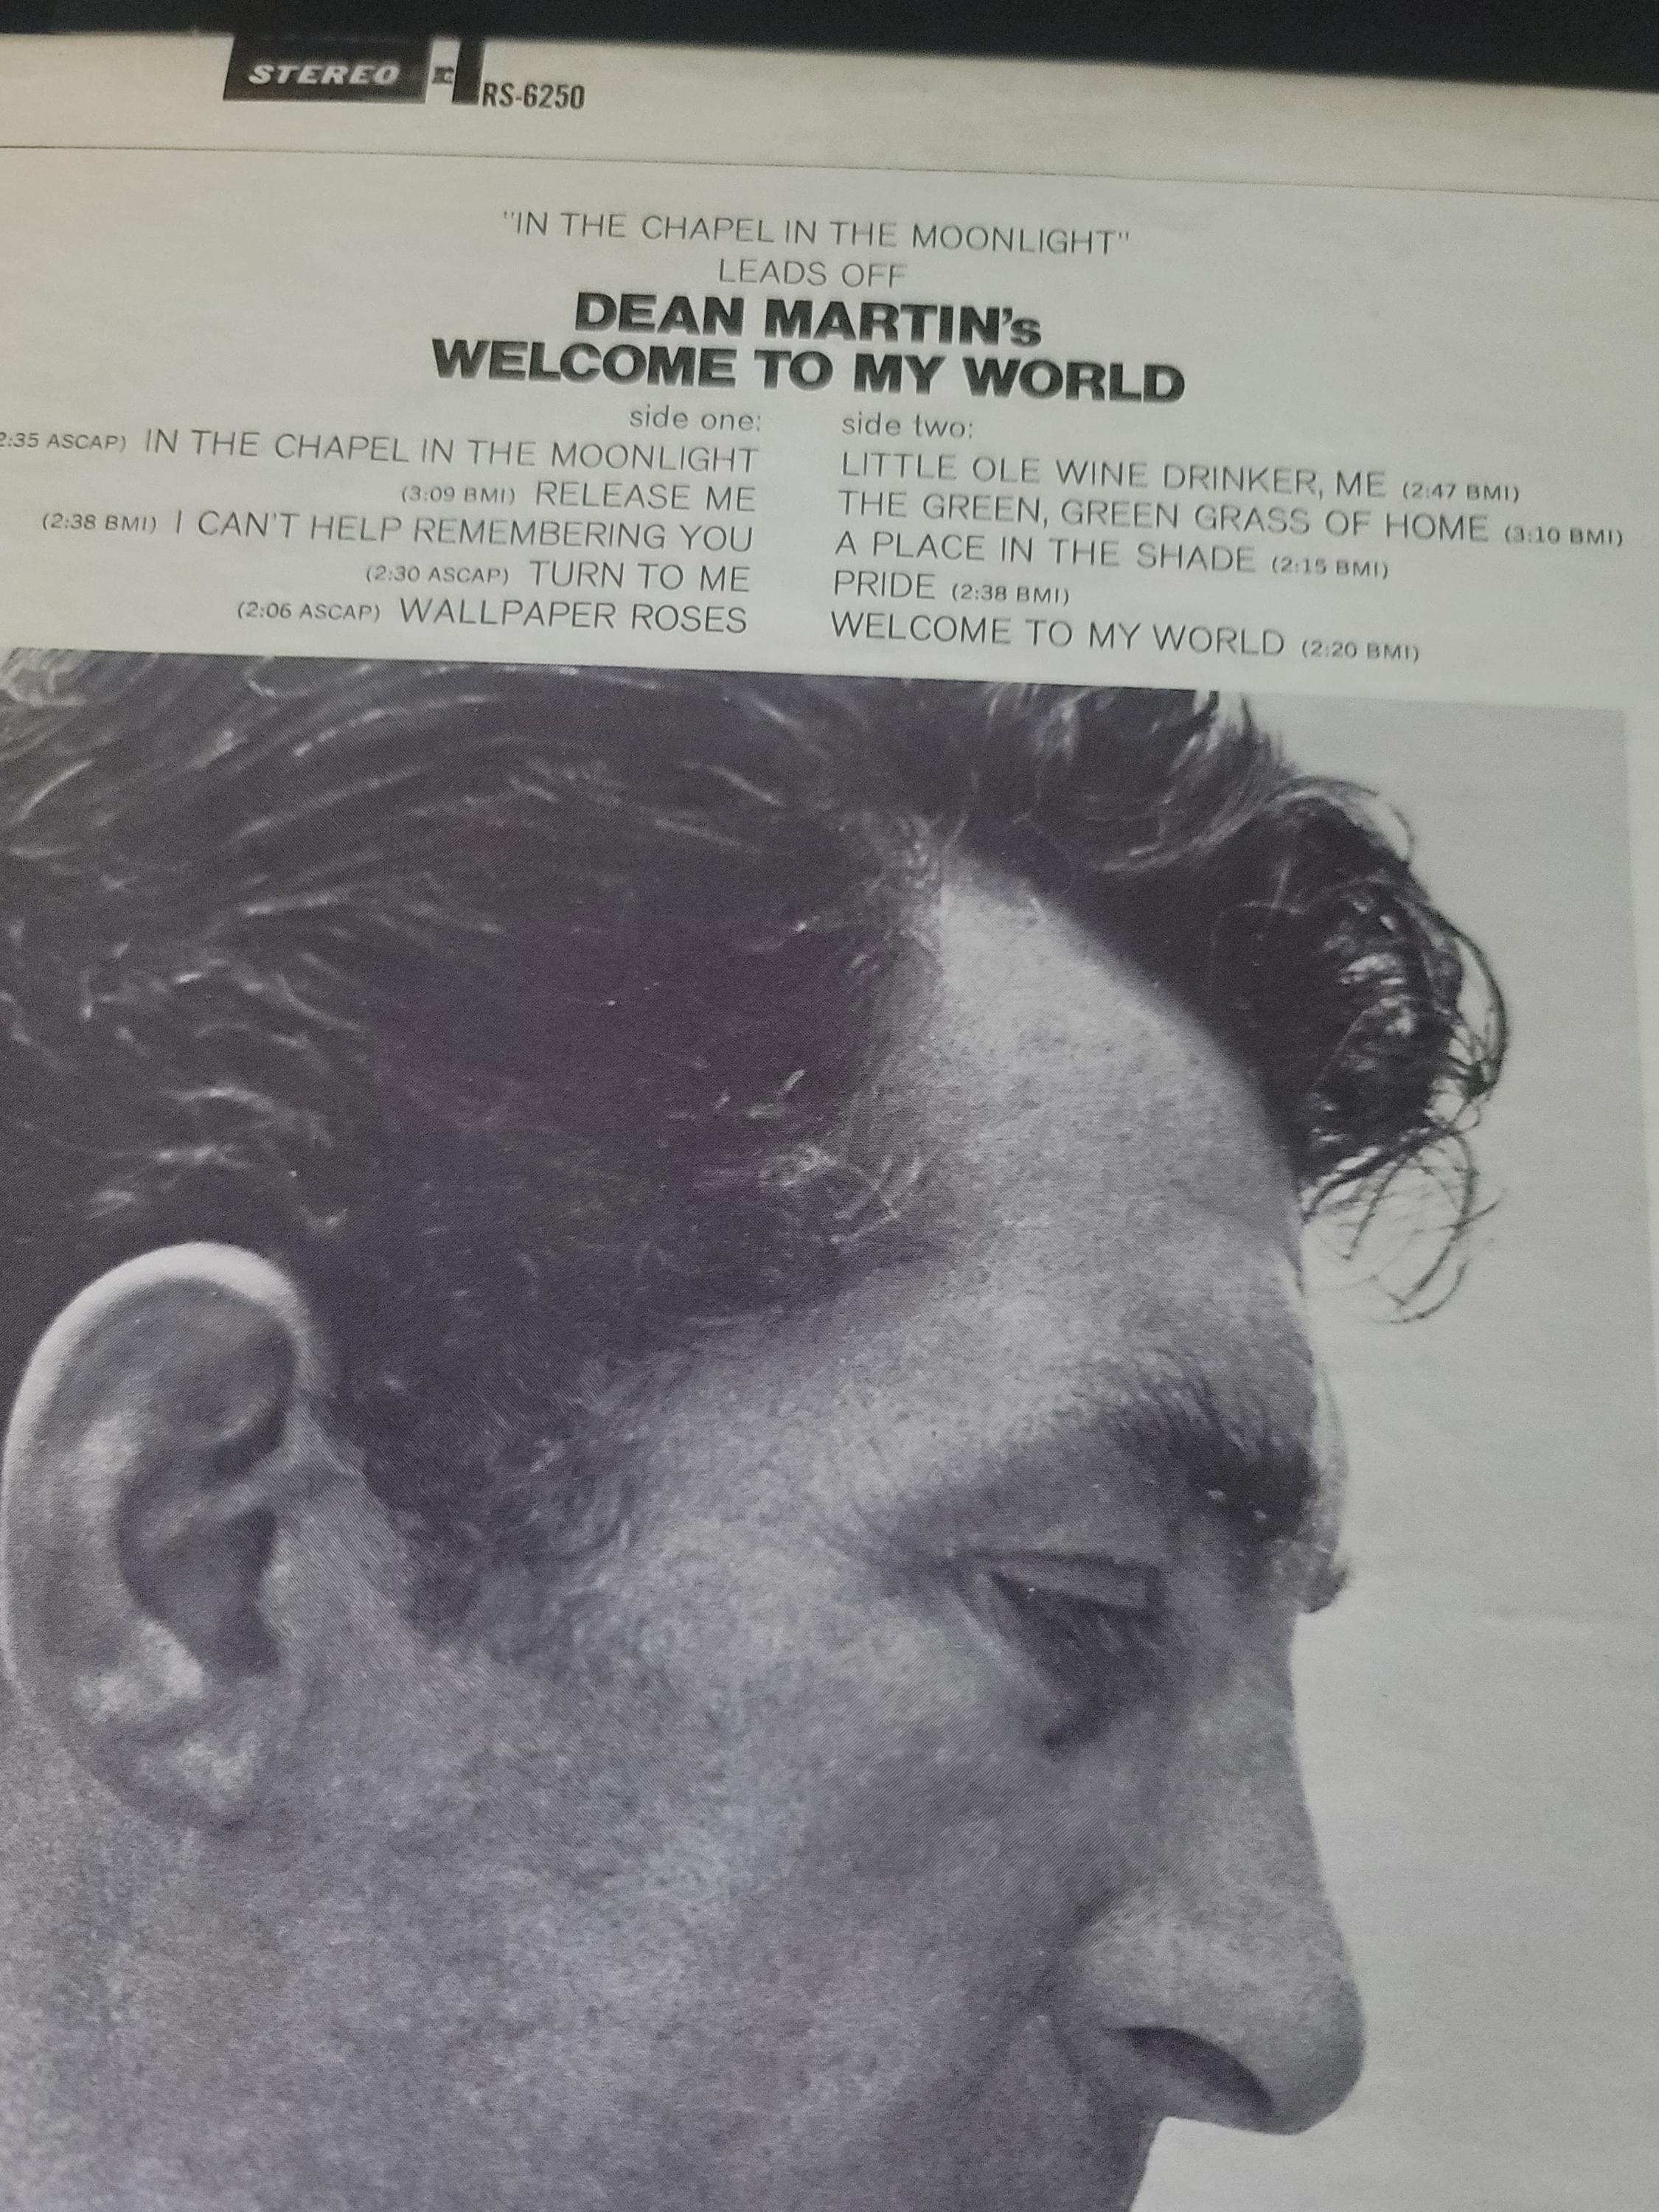 STEREO
RS-6250
"IN THE CHAPEL IN THE MOONLIGHT"
LEADS OFF
DEAN MARTIN's
WELCOME TO MY WORLD
side one:
2:35 ASCAP) IN THE CHAPEL IN THE MOONLIGHT
(3:09 BMI) RELEASE ME
(2:38 BMI) I CAN'T HELP REMEMBERING YOU
(2:30 ASCAP) TURN TO ME
(2:06 ASCAP) WALLPAPER ROSES
side two:
LITTLE OLE WINE DRINKER, ME (2:47 BMI)
THE GREEN, GREEN GRASS OF HOME (3:10 BMI)
A PLACE IN THE SHADE (2:15 BMI)
PRIDE (2:38 BMI)
WELCOME TO MY WORLD (2:20 BMI)